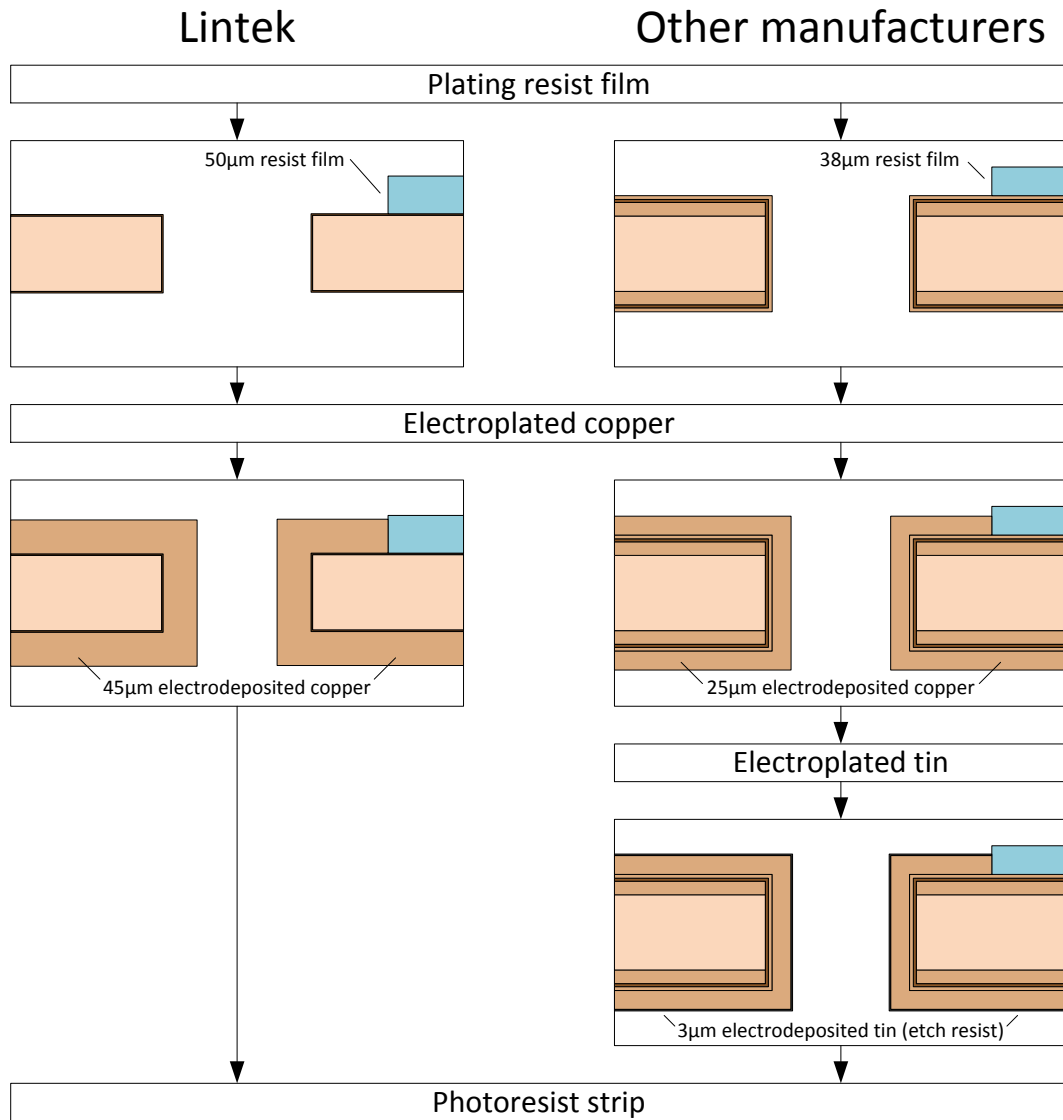 Lintek
Other manufacturers
Plating resist film
50µm resist film
38µm resist film
Electroplated copper
45µm electrodeposited copper
25µm electrodeposited copper
Electroplated tin
3µm electrodeposited tin (etch resist)
Photoresist strip